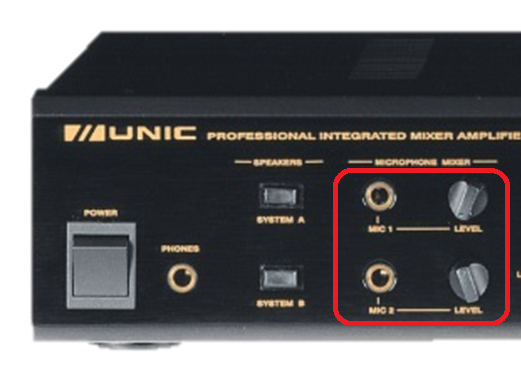 UNIC PROFESSIONAL INTEGRATED MIXER AMPLIFIE
SPEAKERS MICROPHONE MIXER
POWER
PHONES
SYSTEM A
MIC 1 LEVEL
SYSTEM B
MIC 2 LEVEL
L